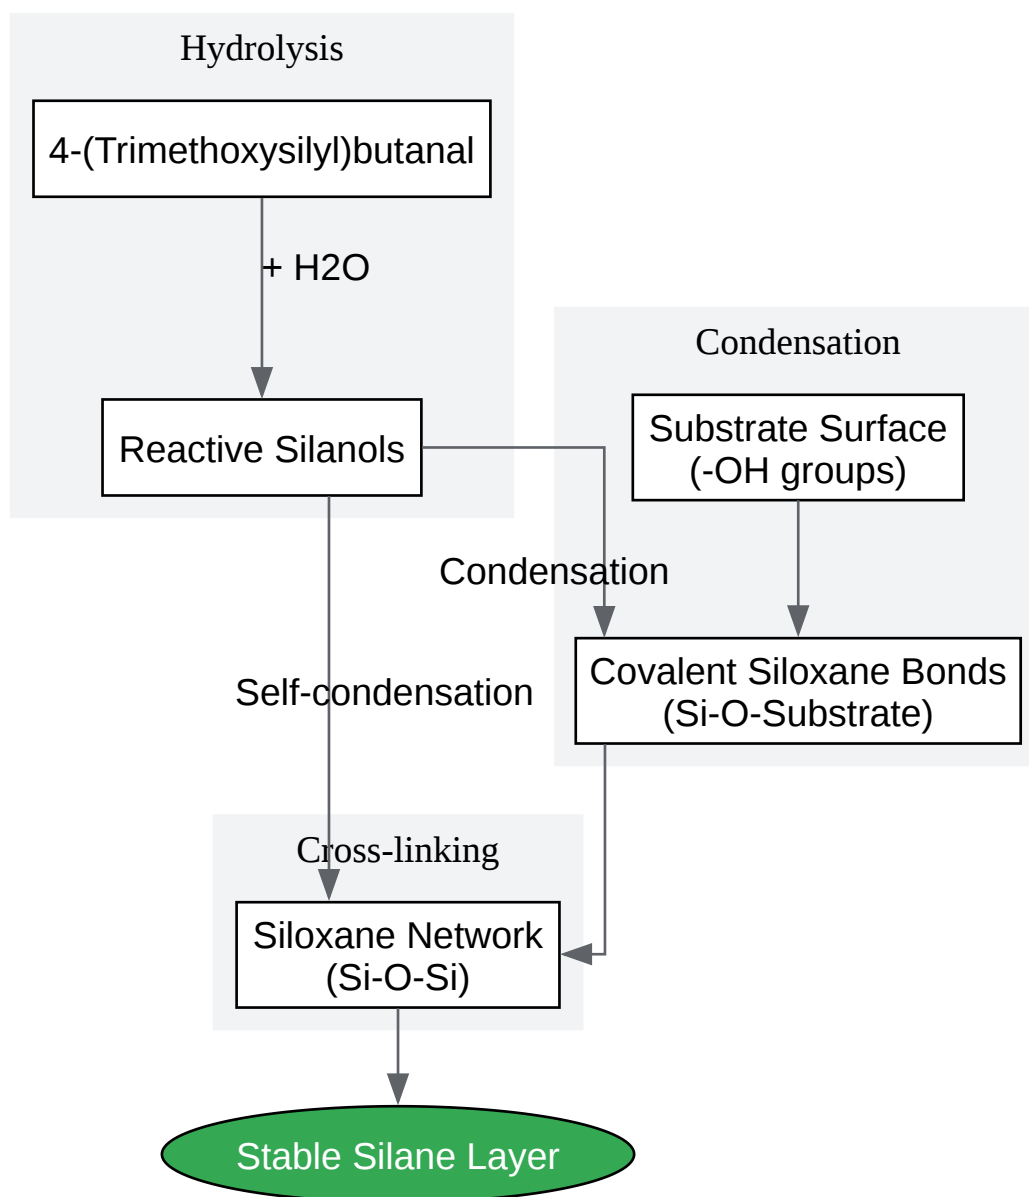 Hydrolysis
4-(Trimethoxysilyl)butanal
+ H2O
Reactive Silanols
Condensation
Substrate Surface
(-OH groups)
Condensation
Covalent Siloxane Bonds
(Si-O-Substrate)
Self-condensation
Cross-linking
Siloxane Network
(Si-O-Si)
Stable Silane Layer